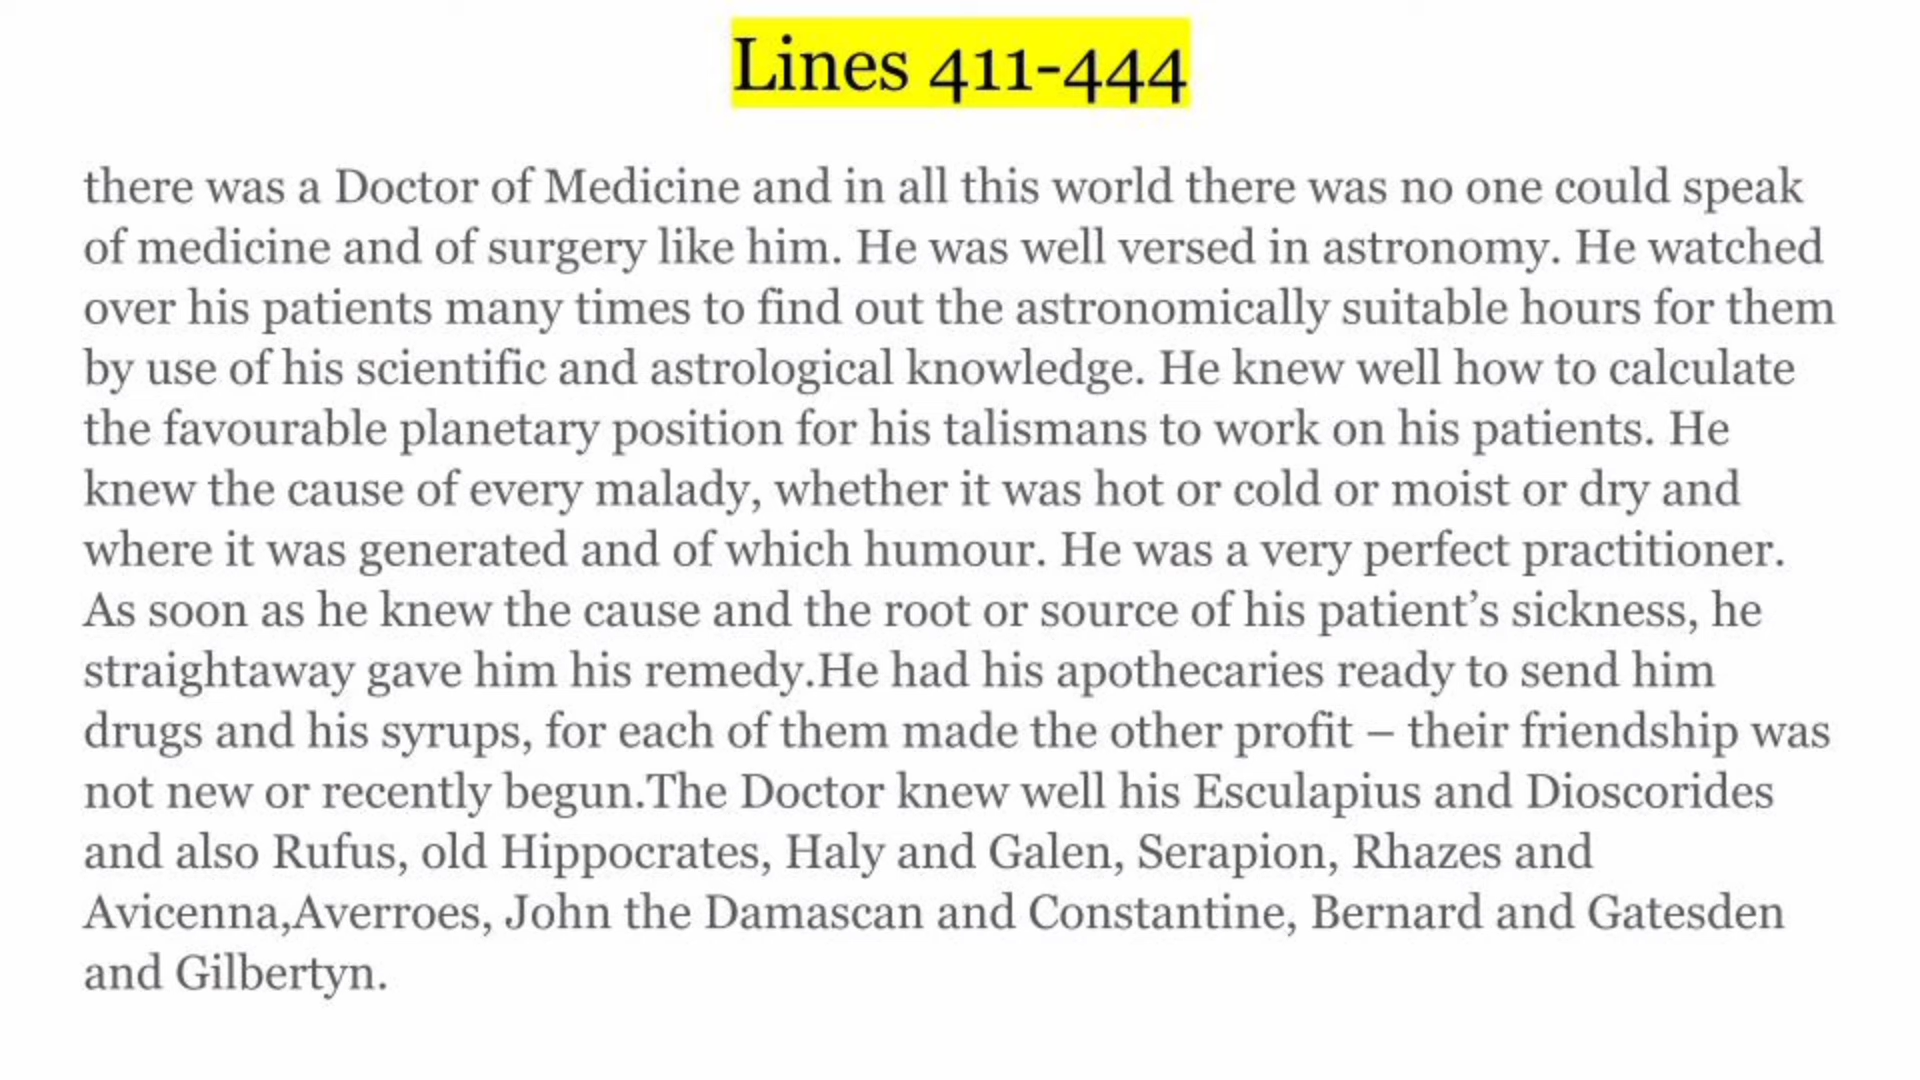 Lines 411-444
there was a Doctor of Medicine and in all this world there was no one could speak
of medicine and of surgery like him. He was well versed in astronomy. He watched
over his patients many times to find out the astronomically suitable hours for them
by use of his scientific and astrological knowledge. He knew well how to calculate
the favourable planetary position for his talismans to work on his patients. He
knew the cause of every malady, whether it was hot or cold or moist or dry and
where it was generated and of which humour. He was a very perfect practitioner.
As soon as he knew the cause and the root or source of his patient’s sickness, he
straightaway gave him his remedy.He had his apothecaries ready to send him
drugs and his syrups, for each of them made the other profit – their friendship was
not new or recently begun.The Doctor knew well his Esculapius and Dioscorides
and also Rufus, old Hippocrates, Haly and Galen, Serapion, Rhazes and
Avicenna,Averroes, John the Damascan and Constantine, Bernard and Gatesden
and Gilbertyn.